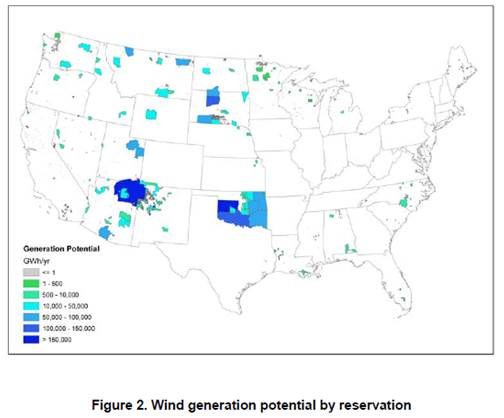 Generation Potential
GWh/yr
<= 1
1 - 500
500 - 10,000
10,000 - 50,000
50,000 - 100,000
100,000 - 150,000
> 150,000
Figure 2. Wind generation potential by reservation